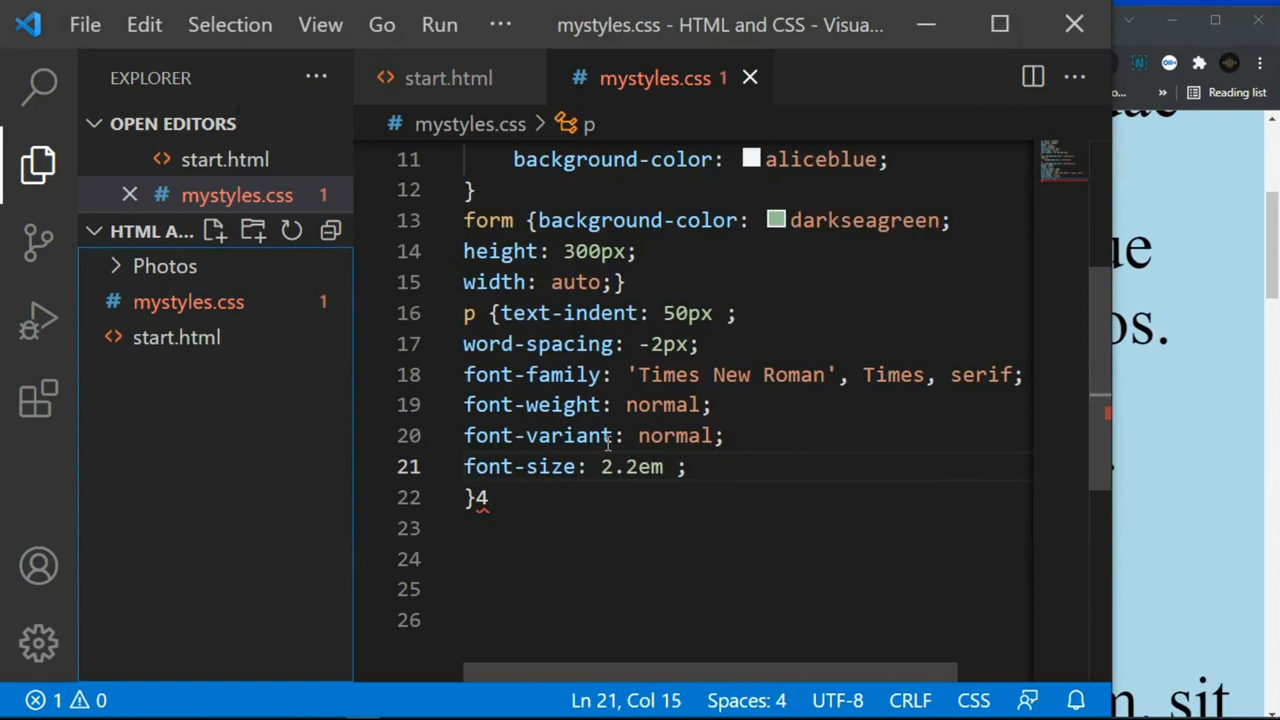 File Edit Selection View Go Run ··· mystyles.css - HTML and CSS - Visua...
EXPLORER ···
OPEN EDITORS
start.html
mystyles.css 1
HTML A...
Photos
mystyles.css 1
start.html
start.html
mystyles.css 1
mystyles.css > p
11 background-color: aliceblue;
12 }
13 form {background-color: darkseagreen;
14 height: 300px;
15 width: auto;}
16 p {text-indent: 50px ;
17 word-spacing: -2px;
18 font-family: 'Times New Roman', Times, serif;
19 font-weight: normal;
20 font-variant: normal;
21 font-size: 2.2em ;
22 }4
23
24
25
26
1 0 Ln 21, Col 15 Spaces: 4 UTF-8 CRLF CSS
o... » Reading list
ue
os.
sit